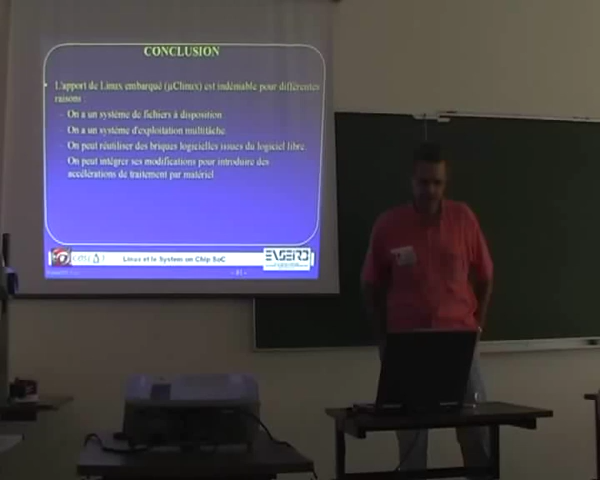 CONCLUSION
• L'apport de Linux embarqué (µClinux) est indéniable pour différentes
raisons :
– On a un système de fichiers à disposition
– On a un système d'exploitation multitâche
– On peut réutiliser des briques logicielles issues du logiciel libre.
– On peut intégrer ses modifications pour introduire des
accélérations de traitement par matériel
Linux et le System on Chip SoC
ENSEIRB